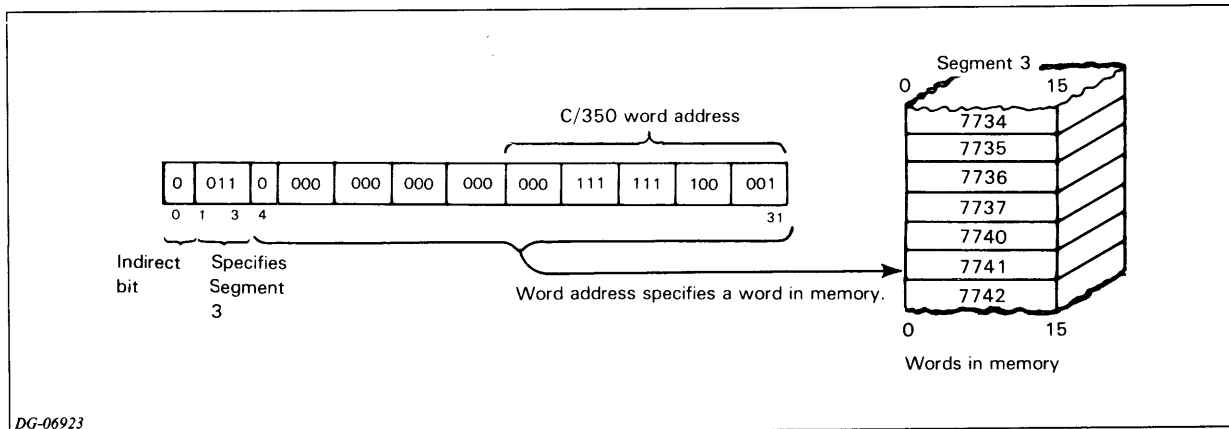 Segment 3
0 15
C/350 word address
7734
7735
7736
7737
7740
7741
7742
0 011 0 000 000 000 000 000 111 111 100 001
0 1 3 4 31
Indirect bit
Specifies Segment 3
Word address specifies a word in memory.
0 15
Words in memory
DG-06923